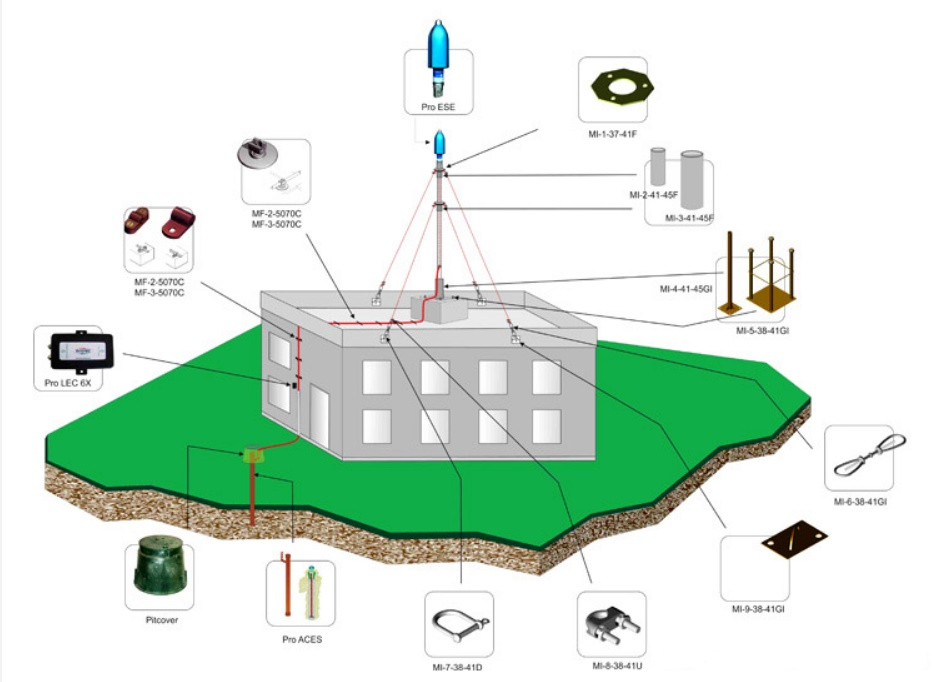 Pro ESE
MI-1-37-41F
MF-2-5070C
MF-3-5070C
MI-2-41-45F
MI-3-41-45F
MF-2-5070C
MF-3-5070C
MI-4-41-45GI
MI-5-38-41GI
Pro LEC 6X
MI-6-38-41GI
MI-9-38-41GI
Pitcover
Pro ACES
MI-7-38-41D
MI-8-38-41U